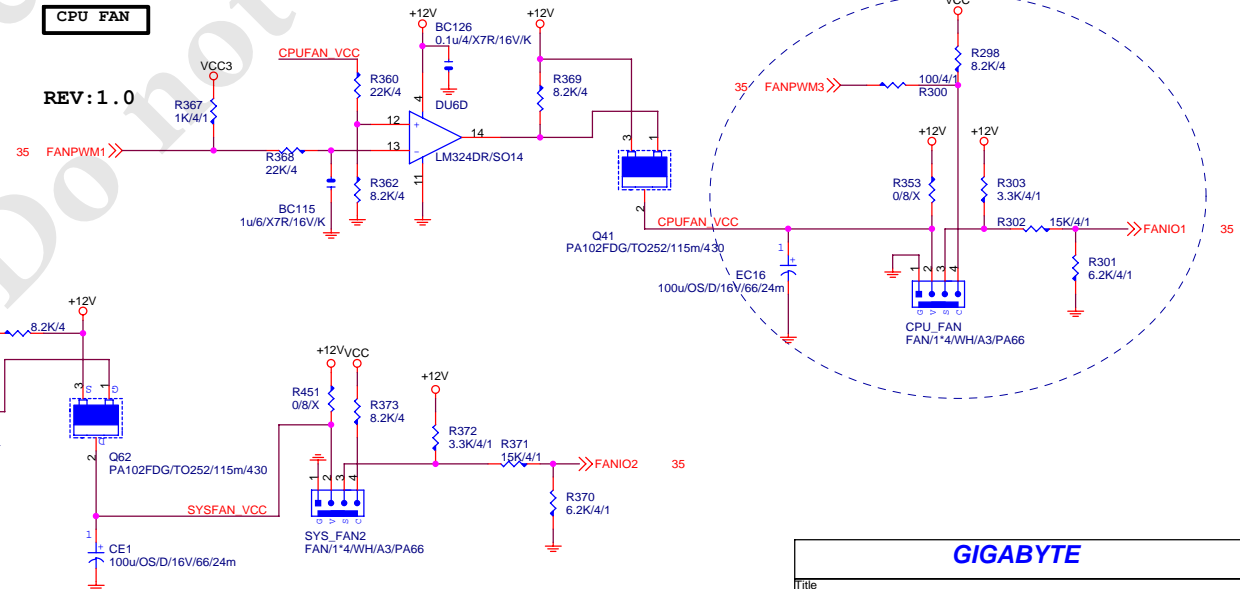 CPU FAN
REV:1.0
Do not
VCC3
R367
1K/4/1
35 FANPWM1
R368
22K/4
BC115
1u/6/X7R/16V/K
CPUFAN_VCC
R360
22K/4
R362
8.2K/4
+12V
BC126
0.1u/4/X7R/16V/K
4
DU6D
12
+
13
-
14
11
LM324DR/SO14
+12V
R369
8.2K/4
3
1
2
Q41
PA102FDG/TO252/115m/430
CPUFAN_VCC
1
+
EC16
100u/OS/D/16V/66/24m
VCC
R298
8.2K/4
35 FANPWM3
100/4/1
R300
+12V
+12V
R353
0/8/X
R303
3.3K/4/1
R302
15K/4/1
FANIO1 35
R301
6.2K/4/1
1
2
3
4
G
V
S
C
CPU_FAN
FAN/1*4/WH/A3/PA66
+12V
8.2K/4
3
S
1
G
D
2
Q62
PA102FDG/TO252/115m/430
SYSFAN_VCC
1
+
CE1
100u/OS/D/16V/66/24m
+12V
VCC
R451
0/8/X
R373
8.2K/4
+12V
R372
3.3K/4/1
R371
15K/4/1
FANIO2 35
R370
6.2K/4/1
1
2
3
4
G
V
S
C
SYS_FAN2
FAN/1*4/WH/A3/PA66
GIGABYTE
Title